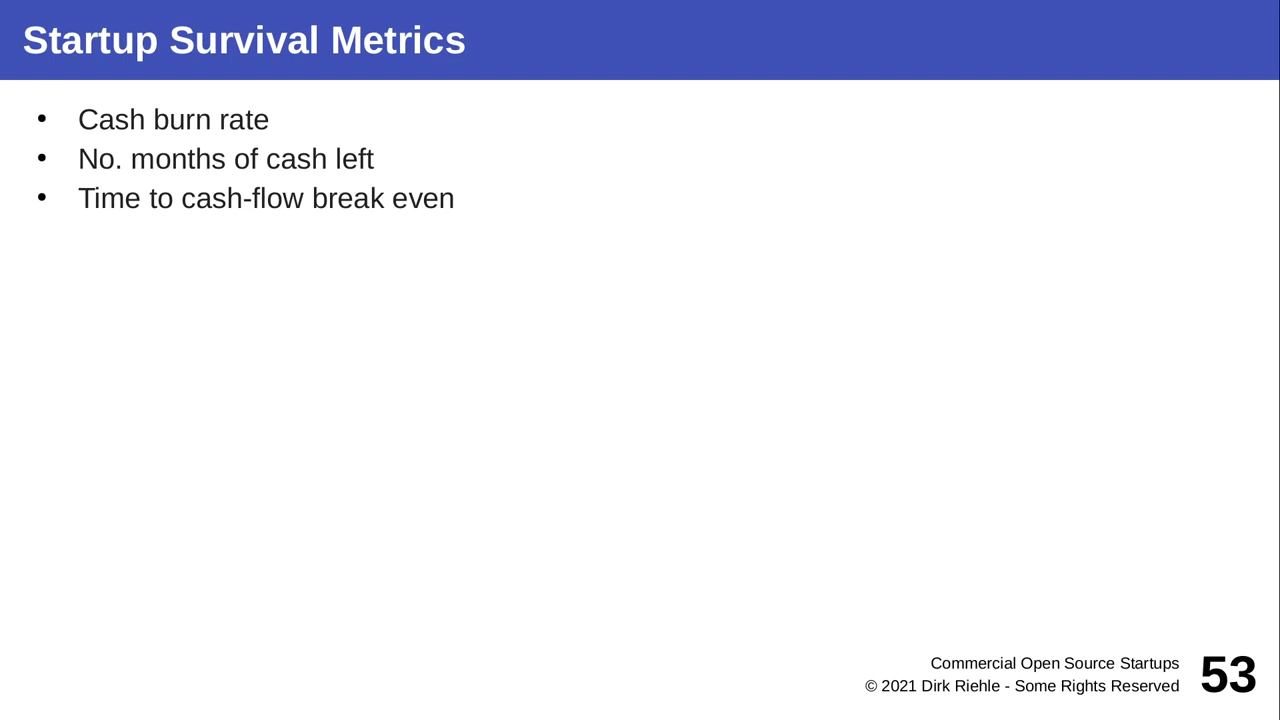 Startup Survival Metrics
• Cash burn rate
• No. months of cash left
• Time to cash-flow break even
Commercial Open Source Startups
© 2021 Dirk Riehle - Some Rights Reserved
53